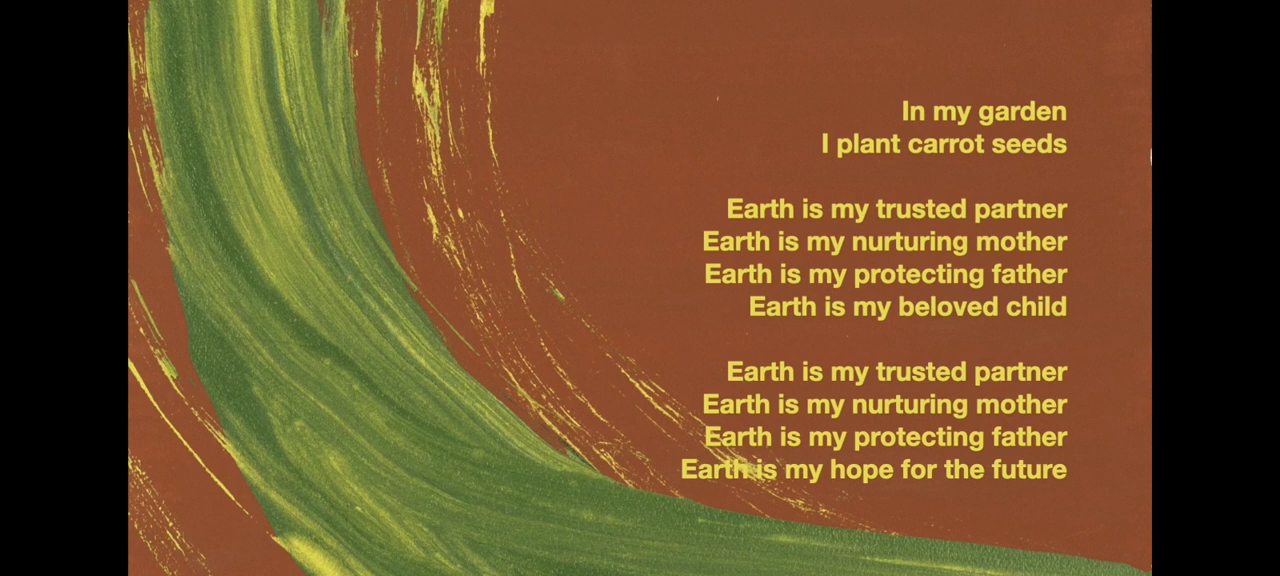 In my garden
I plant carrot seeds
Earth is my trusted partner
Earth is my nurturing mother
Earth is my protecting father
Earth is my beloved child
Earth is my trusted partner
Earth is my nurturing mother
Earth is my protecting father
Earth is my hope for the future